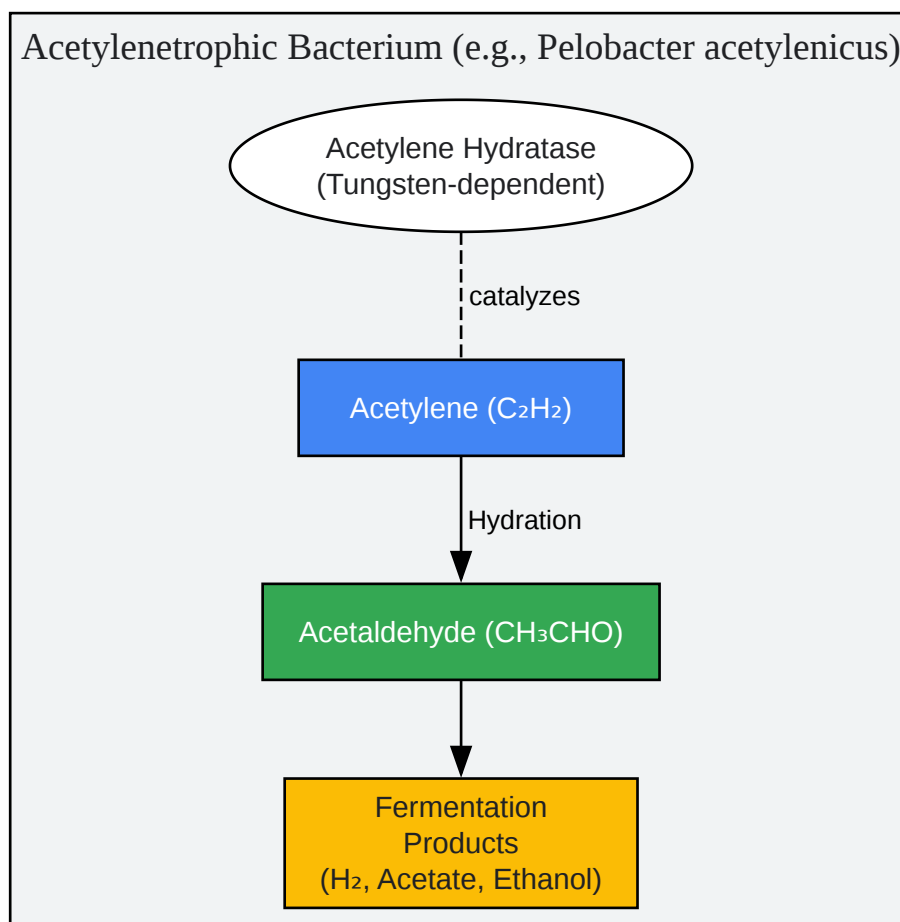 Acetylenetrophic Bacterium (e.g., Pelobacter acetylenicus)
Acetylene Hydratase
(Tungsten-dependent)
catalyzes
Acetylene (C₂H₂)
Hydration
Acetaldehyde (CH₃CHO)
Fermentation
Products
(H₂, Acetate, Ethanol)